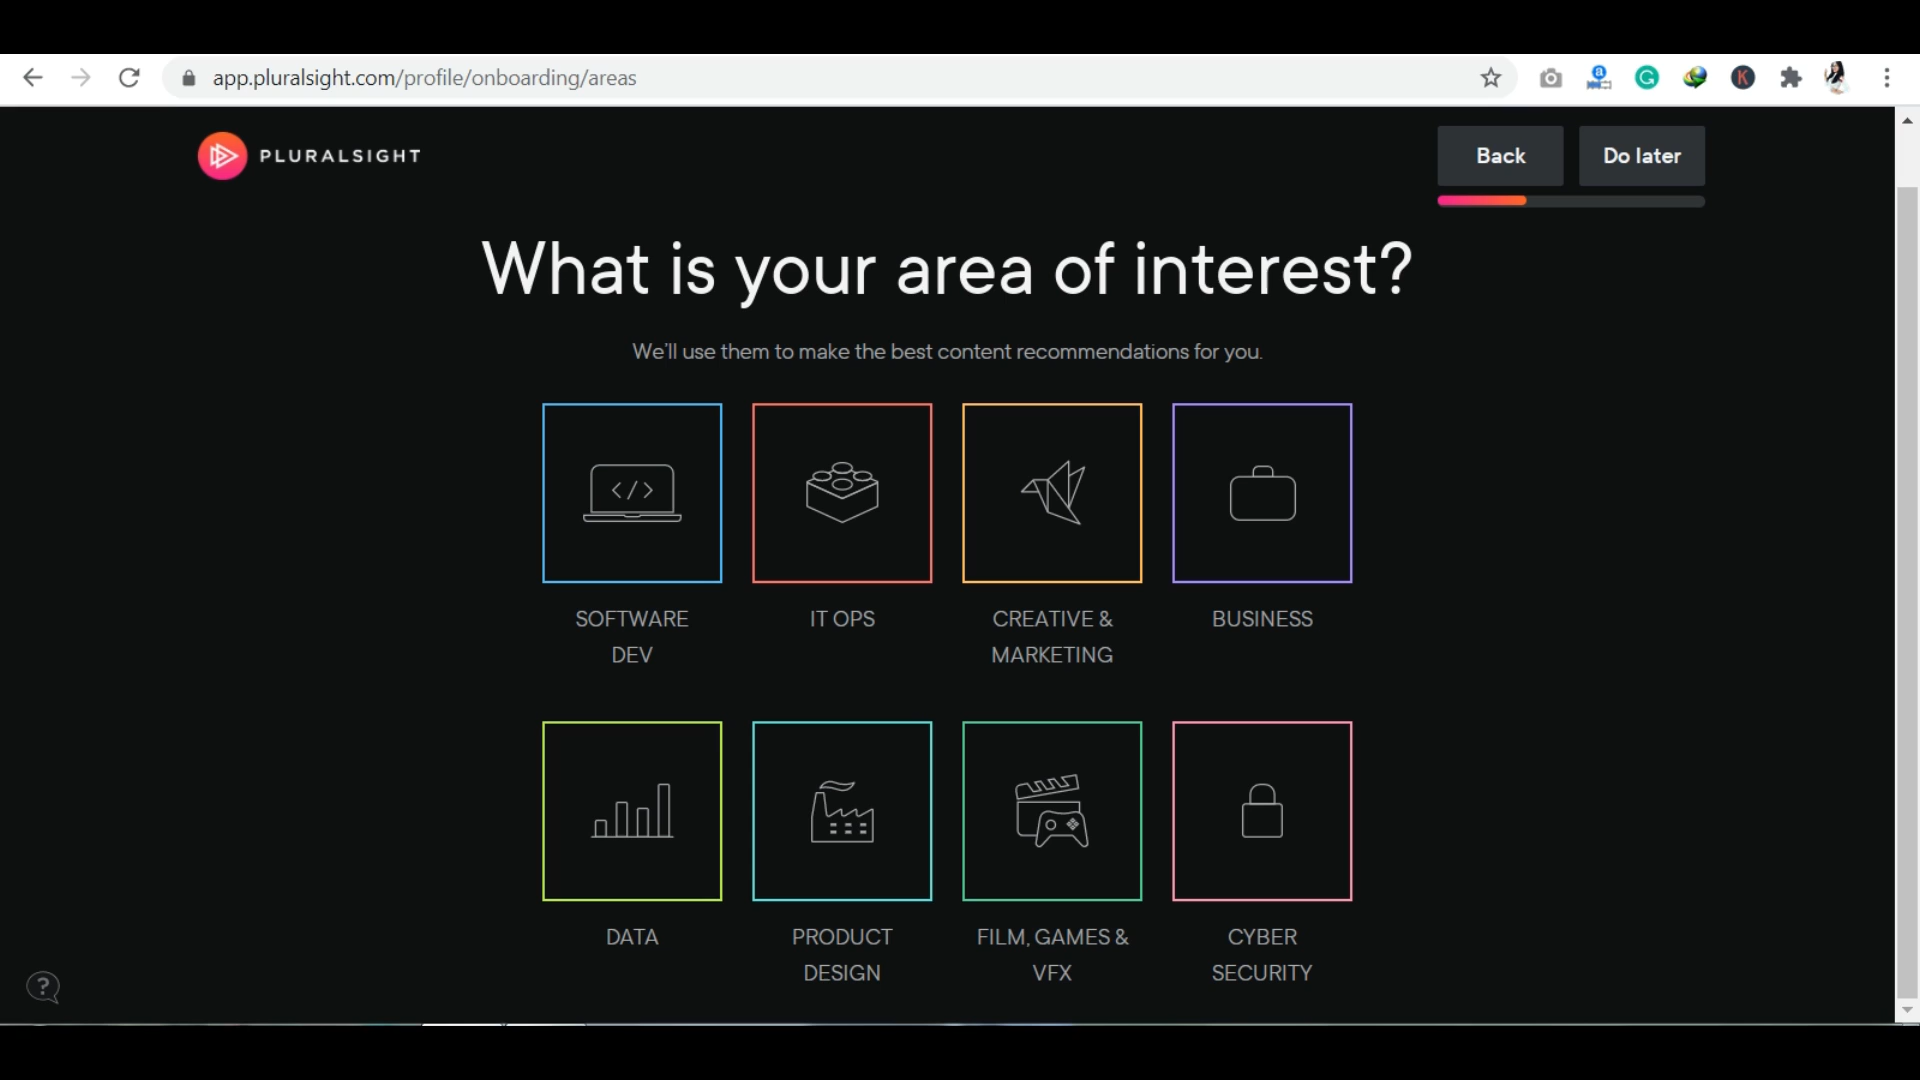 app.pluralsight.com/profile/onboarding/areas
PLURALSIGHT
Back
Do later
What is your area of interest?
We'll use them to make the best content recommendations for you.
</>
SOFTWARE
DEV
IT OPS
CREATIVE &
MARKETING
BUSINESS
DATA
PRODUCT
DESIGN
FILM, GAMES &
VFX
CYBER
SECURITY
?